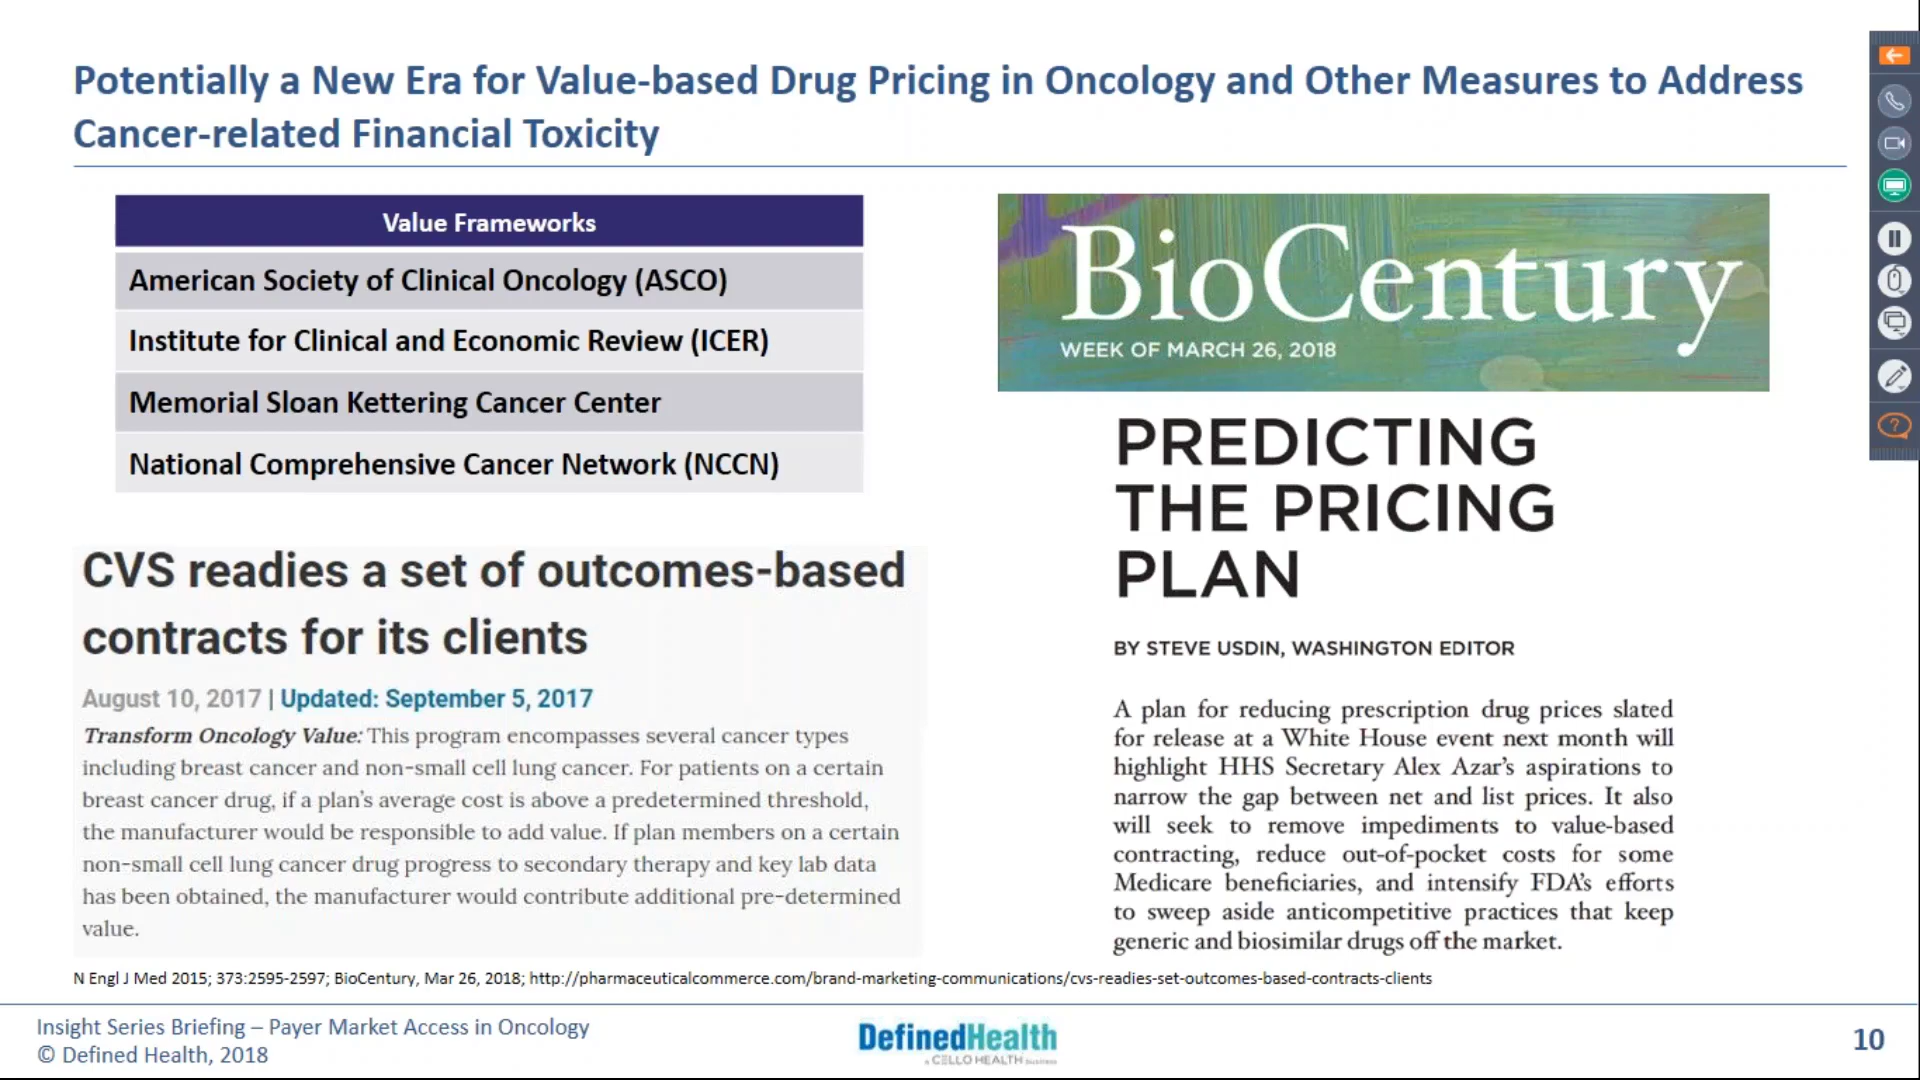 Potentially a New Era for Value-based Drug Pricing in Oncology and Other Measures to Address
Cancer-related Financial Toxicity
Value Frameworks
American Society of Clinical Oncology (ASCO)
Institute for Clinical and Economic Review (ICER)
Memorial Sloan Kettering Cancer Center
National Comprehensive Cancer Network (NCCN)
CVS readies a set of outcomes-based
contracts for its clients
August 10, 2017 | Updated: September 5, 2017
Transform Oncology Value: This program encompasses several cancer types
including breast cancer and non-small cell lung cancer. For patients on a certain
breast cancer drug, if a plan's average cost is above a predetermined threshold,
the manufacturer would be responsible to add value. If plan members on a certain
non-small cell lung cancer drug progress to secondary therapy and key lab data
has been obtained, the manufacturer would contribute additional pre-determined
value.
BioCentury
WEEK OF MARCH 26, 2018
PREDICTING
THE PRICING
PLAN
BY STEVE USDIN, WASHINGTON EDITOR
A plan for reducing prescription drug prices slated
for release at a White House event next month will
highlight HHS Secretary Alex Azar's aspirations to
narrow the gap between net and list prices. It also
will seek to remove impediments to value-based
contracting, reduce out-of-pocket costs for some
Medicare beneficiaries, and intensify FDA's efforts
to sweep aside anticompetitive practices that keep
generic and biosimilar drugs off the market.
N Engl J Med 2015; 373:2595-2597; BioCentury, Mar 26, 2018; http://pharmaceuticalcommerce.com/brand-marketing-communications/cvs-readies-set-outcomes-based-contracts-clients
Insight Series Briefing – Payer Market Access in Oncology
© Defined Health, 2018
DefinedHealth
a CELLO HEALTH business
10